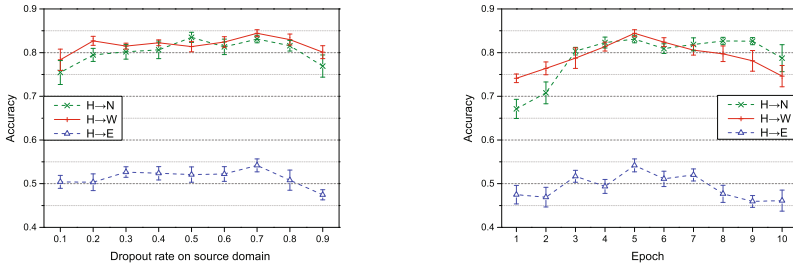 0.9
0.8
0.7
0.6
0.5
0.4
Accuracy
H→N
H→W
H→E
0.1 0.2 0.3 0.4 0.5 0.6 0.7 0.8 0.9
Dropout rate on source domain
0.9
0.8
0.7
0.6
0.5
0.4
Accuracy
H→N
H→W
H→E
1 2 3 4 5 6 7 8 9 10
Epoch